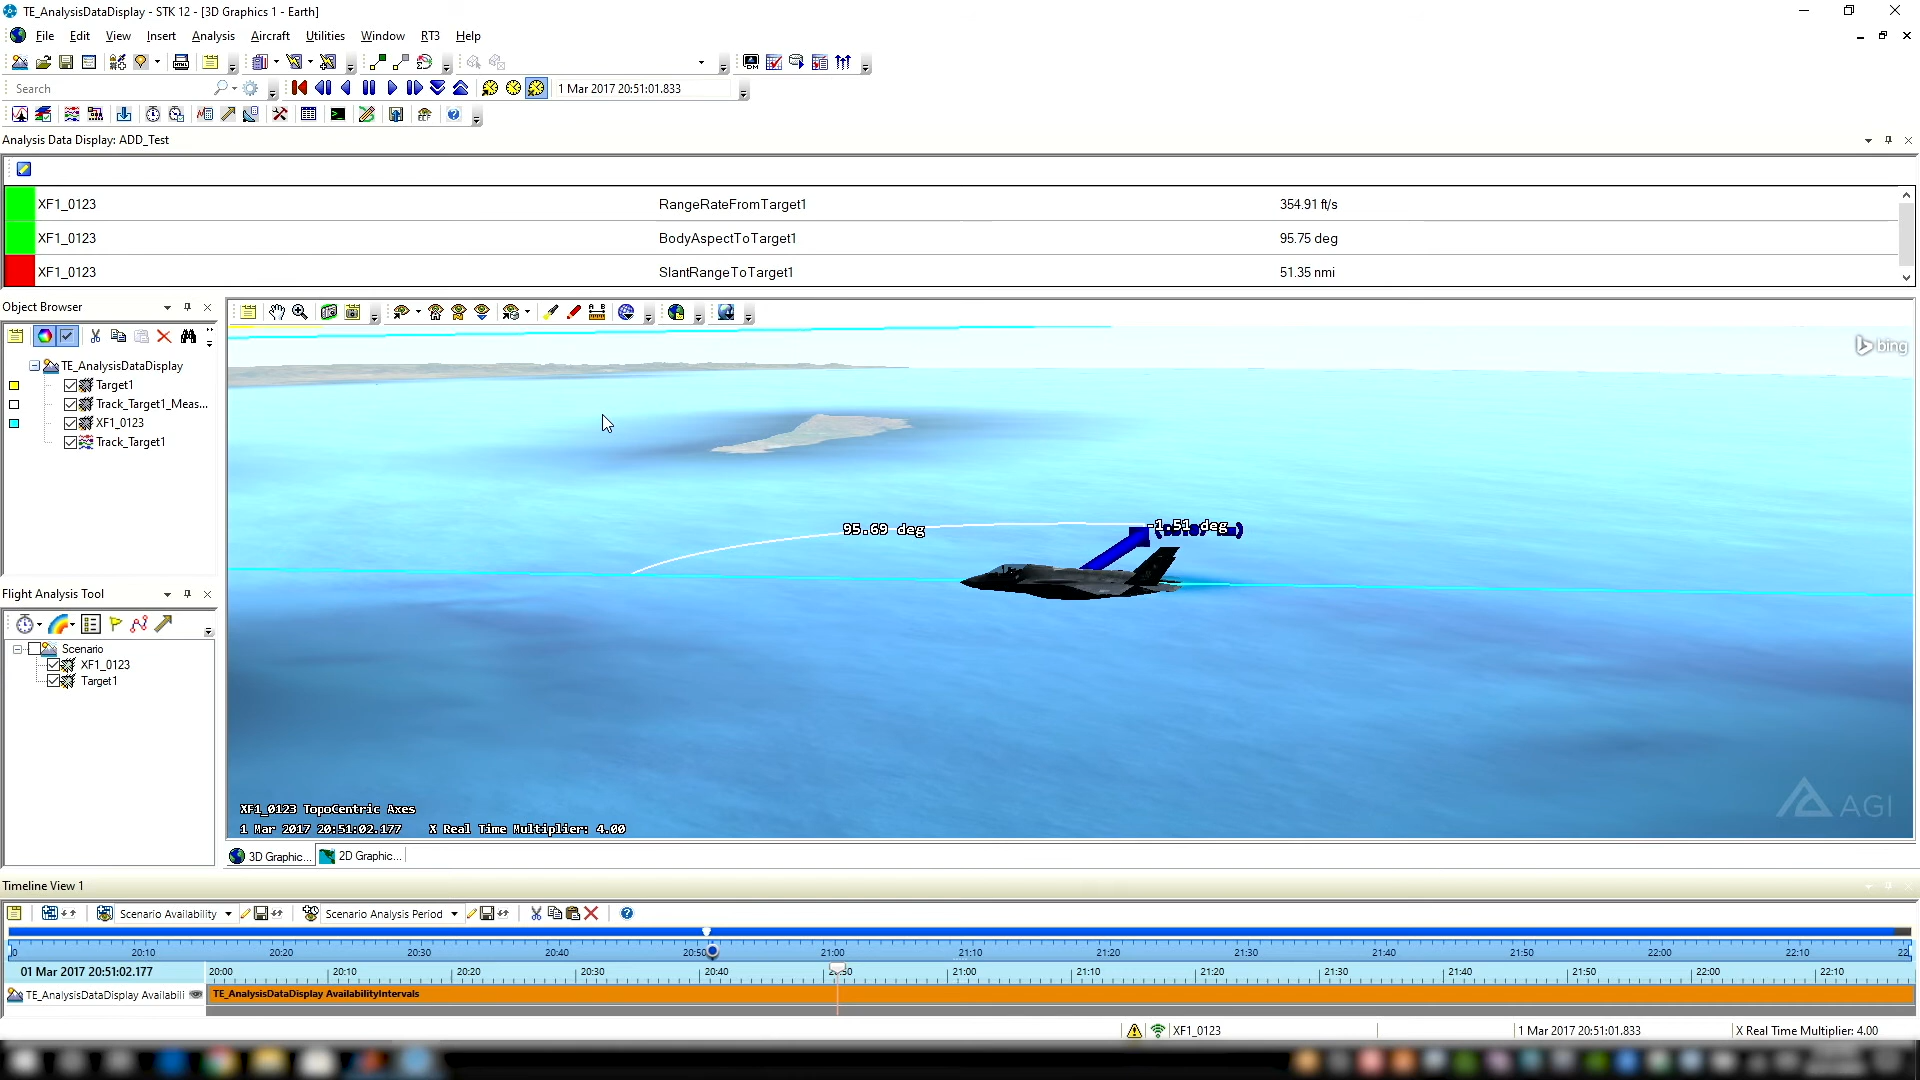 TE_AnalysisDataDisplay - STK 12 - [3D Graphics 1 - Earth]
File Edit View Insert Analysis Aircraft Utilities Window RT3 Help
Search
1 Mar 2017 20:51:01.833
Analysis Data Display: ADD_Test
XF1_0123 RangeRateFromTarget1 354.91 ft/s
XF1_0123 BodyAspectToTarget1 95.75 deg
XF1_0123 SlantRangeToTarget1 51.35 nmi
Object Browser
TE_AnalysisDataDisplay
Target1
Track_Target1_Meas...
XF1_0123
Track_Target1
bing
95.69 deg
-1.51 deg
Flight Analysis Tool
Scenario
XF1_0123
Target1
AGI
XF1_0123 TopoCentric Axes
1 Mar 2017 20:51:02.177 X Real Time Multiplier: 4.00
3D Graphic... 2D Graphic...
Timeline View 1
Scenario Availability Scenario Analysis Period
20:10 20:20 20:30 20:40 20:50 21:00 21:10 21:20 21:30 21:40 21:50 22:00 22:10
01 Mar 2017 20:51:02.177 20:00 20:10 20:20 20:30 20:40 20:50 21:00 21:10 21:20 21:30 21:40 21:50 22:00 22:10
TE_AnalysisDataDisplay Availabili TE_AnalysisDataDisplay AvailabilityIntervals
XF1_0123 1 Mar 2017 20:51:01.833 X Real Time Multiplier: 4.00